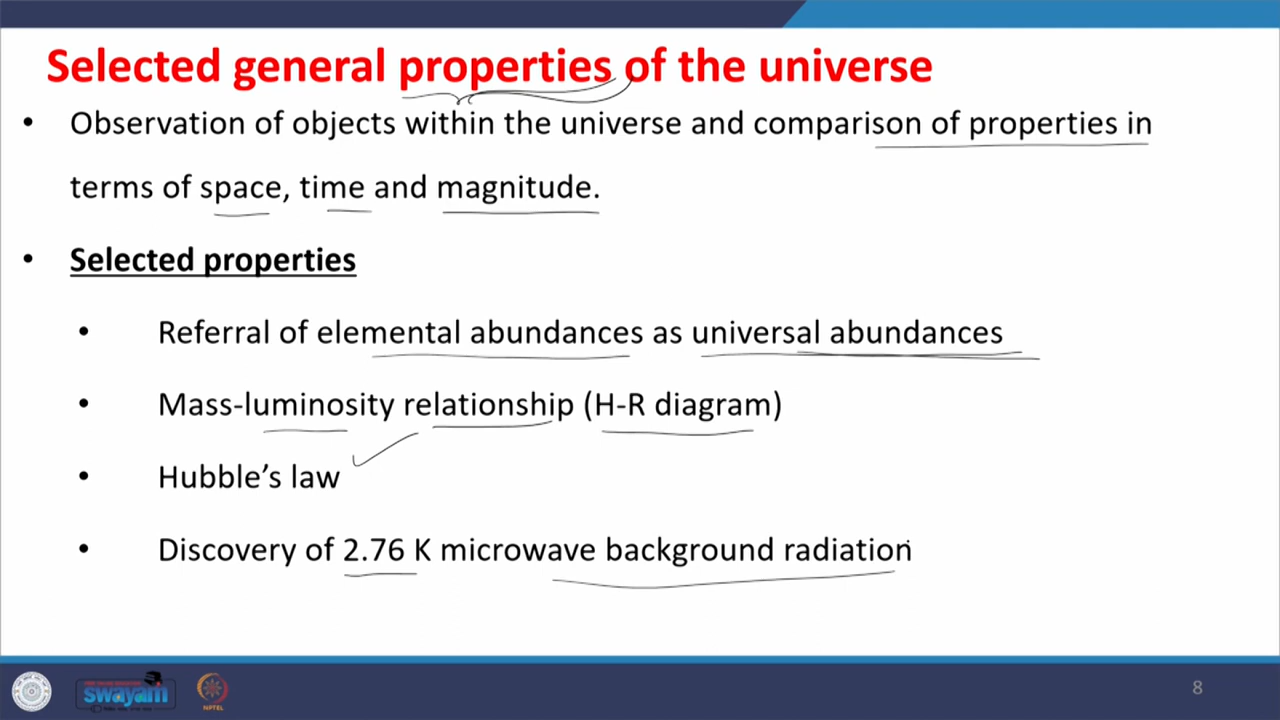 Selected general properties of the universe
• Observation of objects within the universe and comparison of properties in
terms of space, time and magnitude.
• Selected properties
• Referral of elemental abundances as universal abundances
• Mass-luminosity relationship (H-R diagram)
• Hubble’s law
• Discovery of 2.76 K microwave background radiation
swayam
NPTEL
8